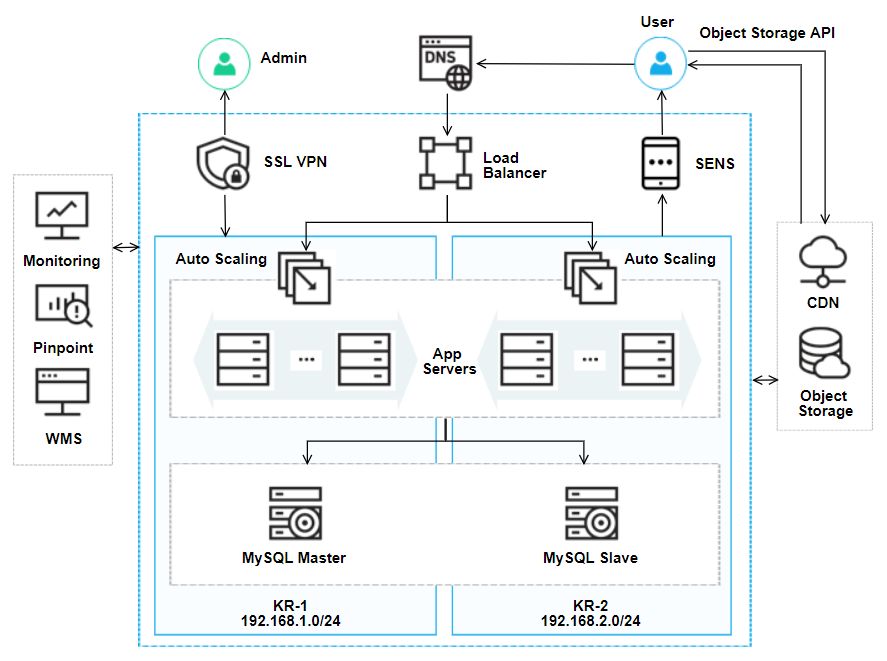 User
Object Storage API
Admin
DNS
SSL VPN
Load
Balancer
SENS
Monitoring
Pinpoint
WMS
Auto Scaling
Auto Scaling
App
Servers
CDN
Object
Storage
MySQL Master
MySQL Slave
KR-1
192.168.1.0/24
KR-2
192.168.2.0/24